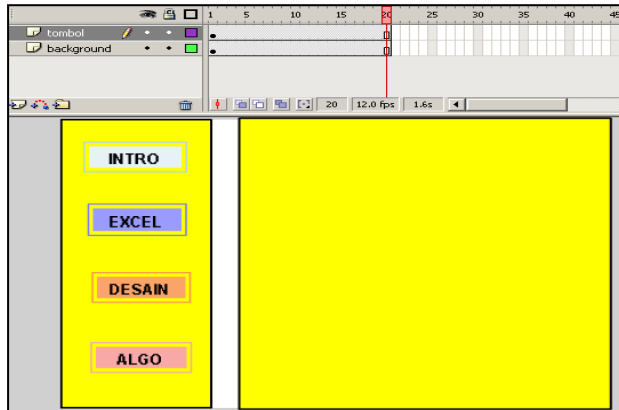 1 5 10 15 20 25 30 35 40 45
tombol
background
20 12.0 fps 1.6s
INTRO
EXCEL
DESAIN
ALGO